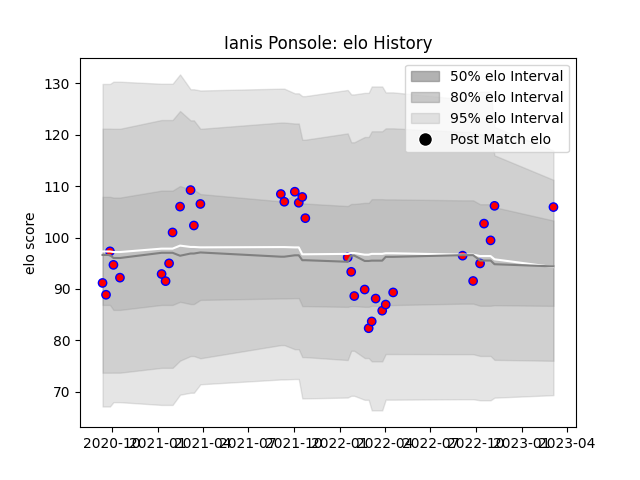 Ianis Ponsole: elo History
elo score
130
120
110
100
90
80
70
50% elo Interval
80% elo Interval
95% elo Interval
Post Match elo
2020-10 2021-01 2021-04 2021-07 2021-10 2022-01 2022-04 2022-07 2022-10 2023-01 2023-04